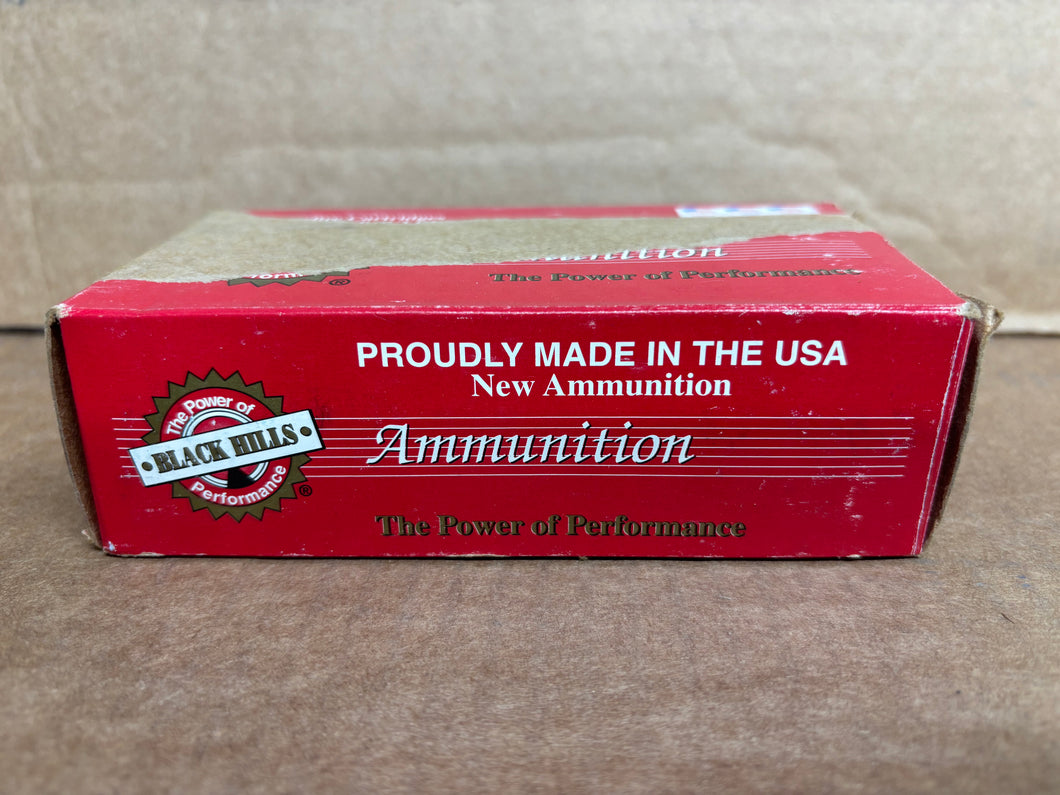 The Power of Performance
®
PROUDLY MADE IN THE USA
New Ammunition
The Power of
BLACK HILLS
Performance
®
Ammunition
The Power of Performance